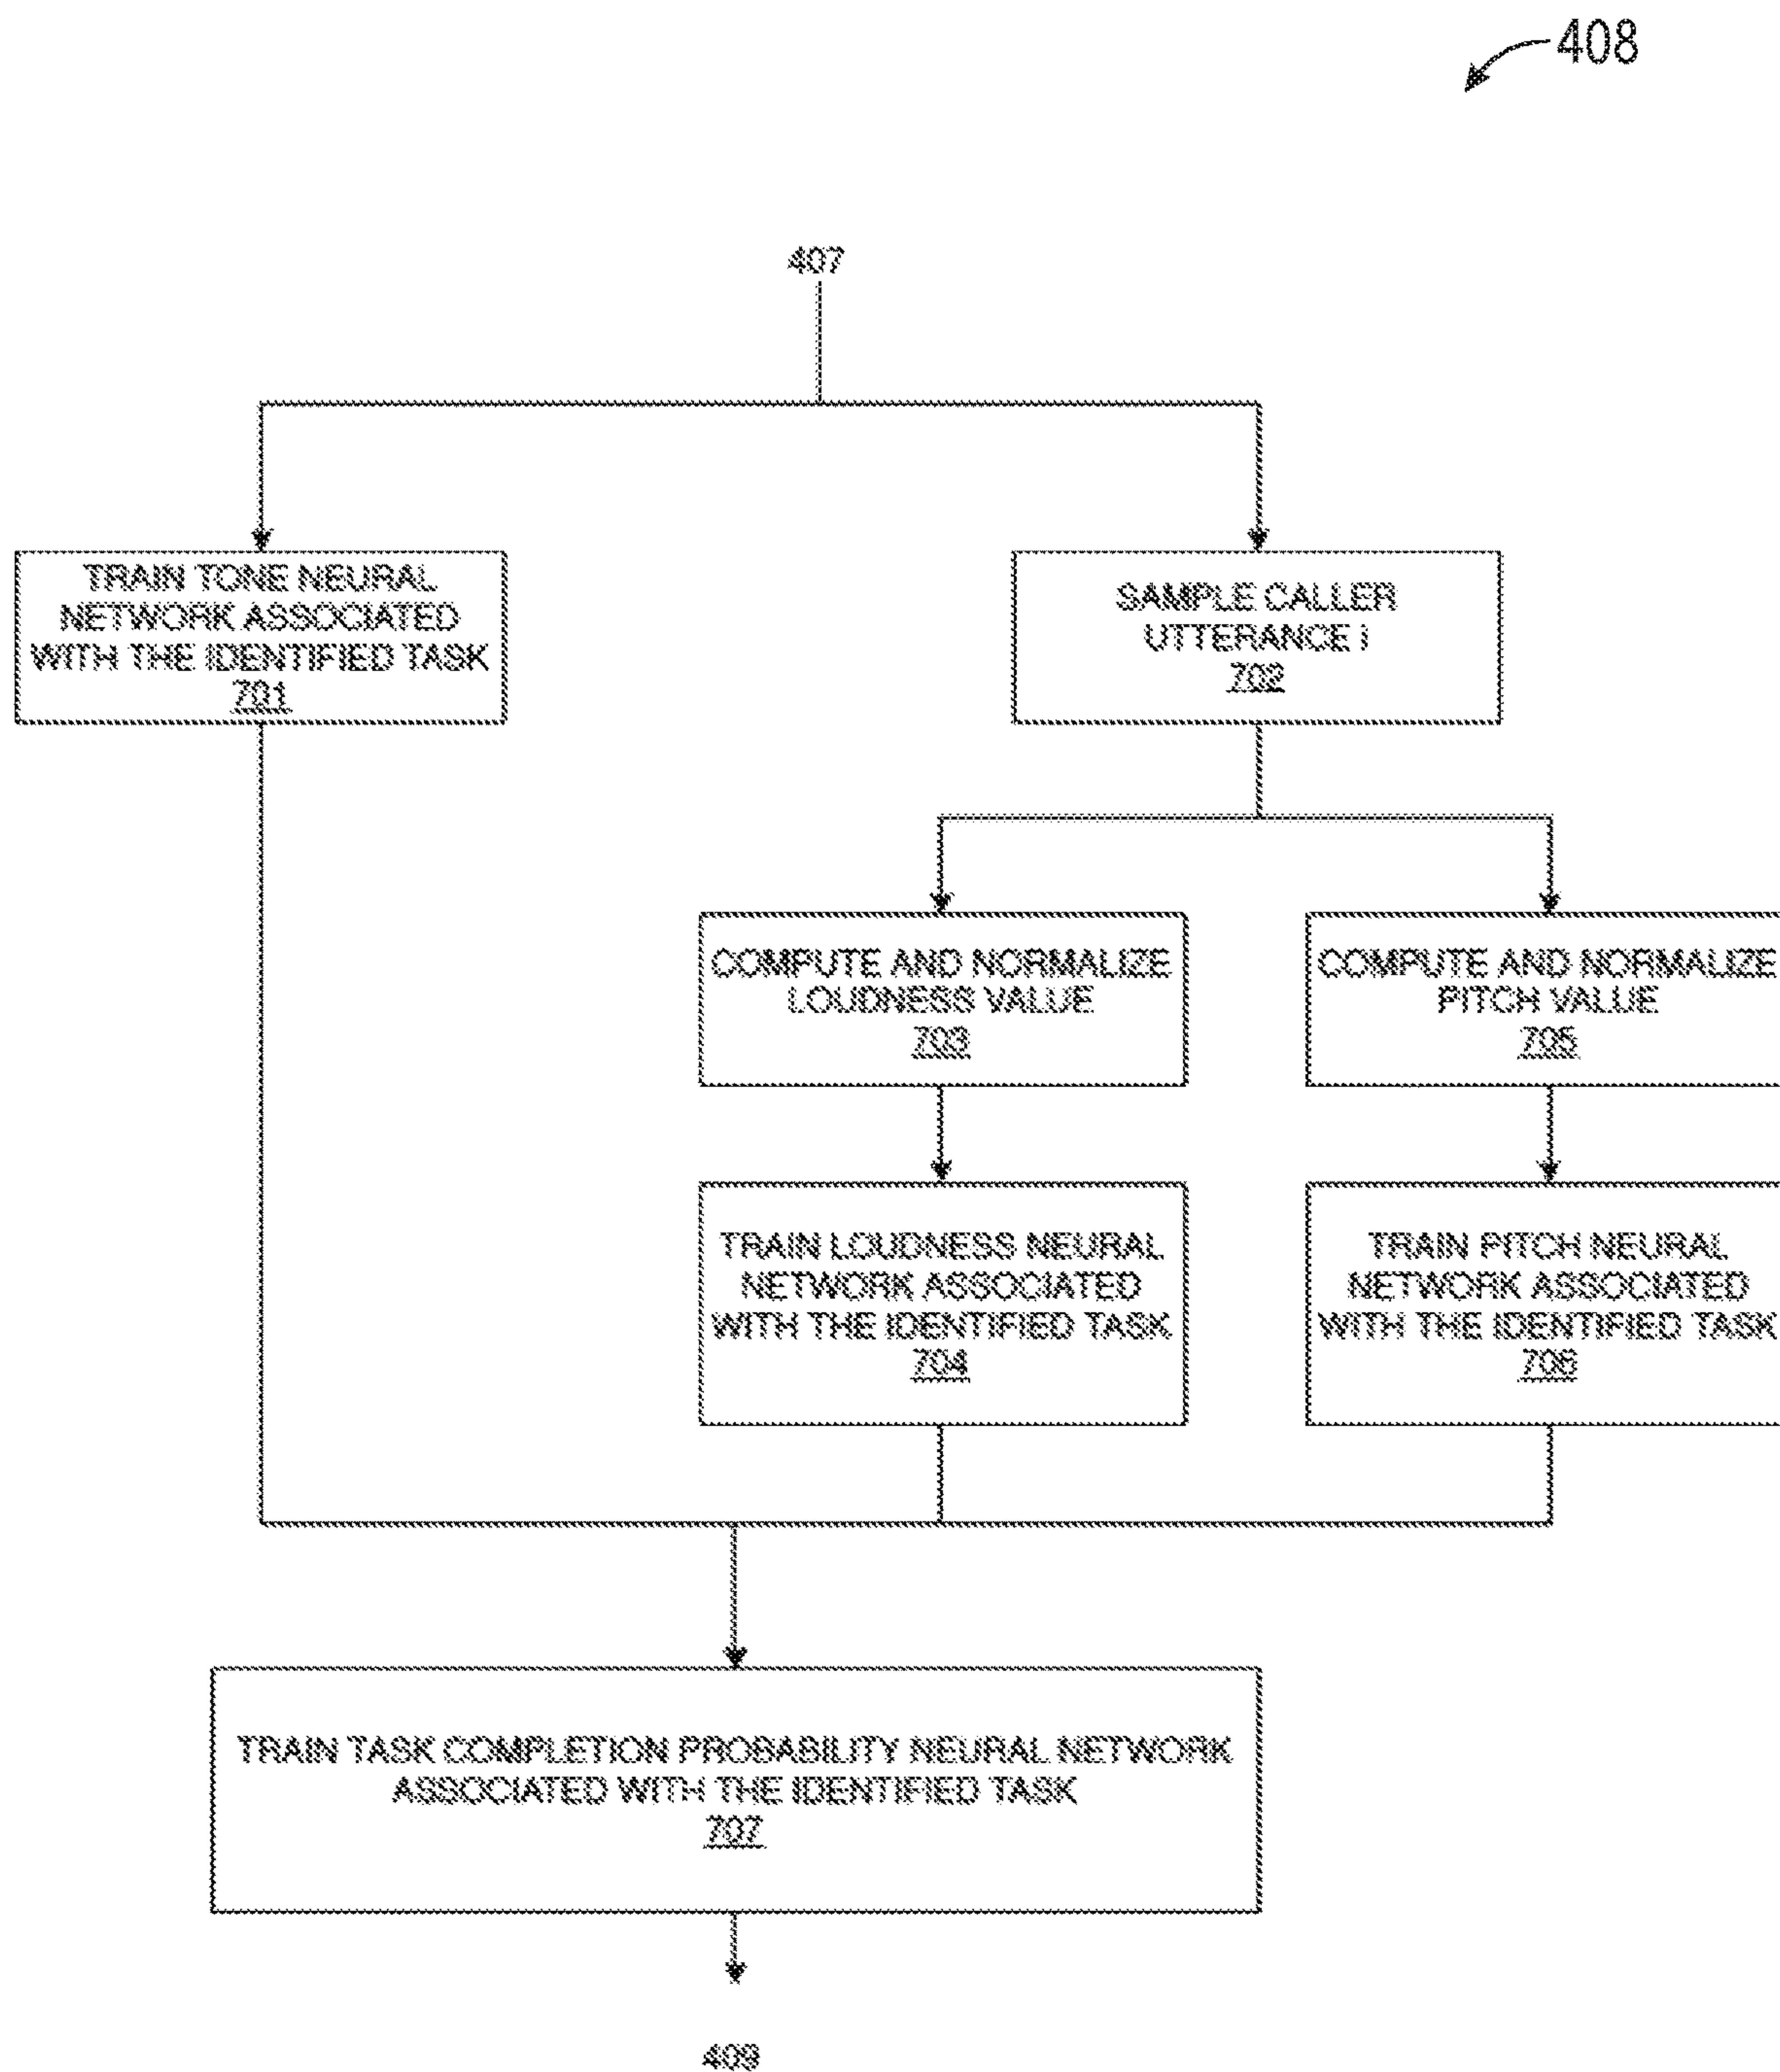 408
407
TRAIN TONE NEURAL
NETWORK ASSOCIATED
WITH THE IDENTIFIED TASK
701
SAMPLE CALLER
UTTERANCE i
702
COMPUTE AND NORMALIZE
LOUDNESS VALUE
703
COMPUTE AND NORMALIZE
PITCH VALUE
705
TRAIN LOUDNESS NEURAL
NETWORK ASSOCIATED
WITH THE IDENTIFIED TASK
704
TRAIN PITCH NEURAL
NETWORK ASSOCIATED
WITH THE IDENTIFIED TASK
706
TRAIN TASK COMPLETION PROBABILITY NEURAL NETWORK
ASSOCIATED WITH THE IDENTIFIED TASK
707
409